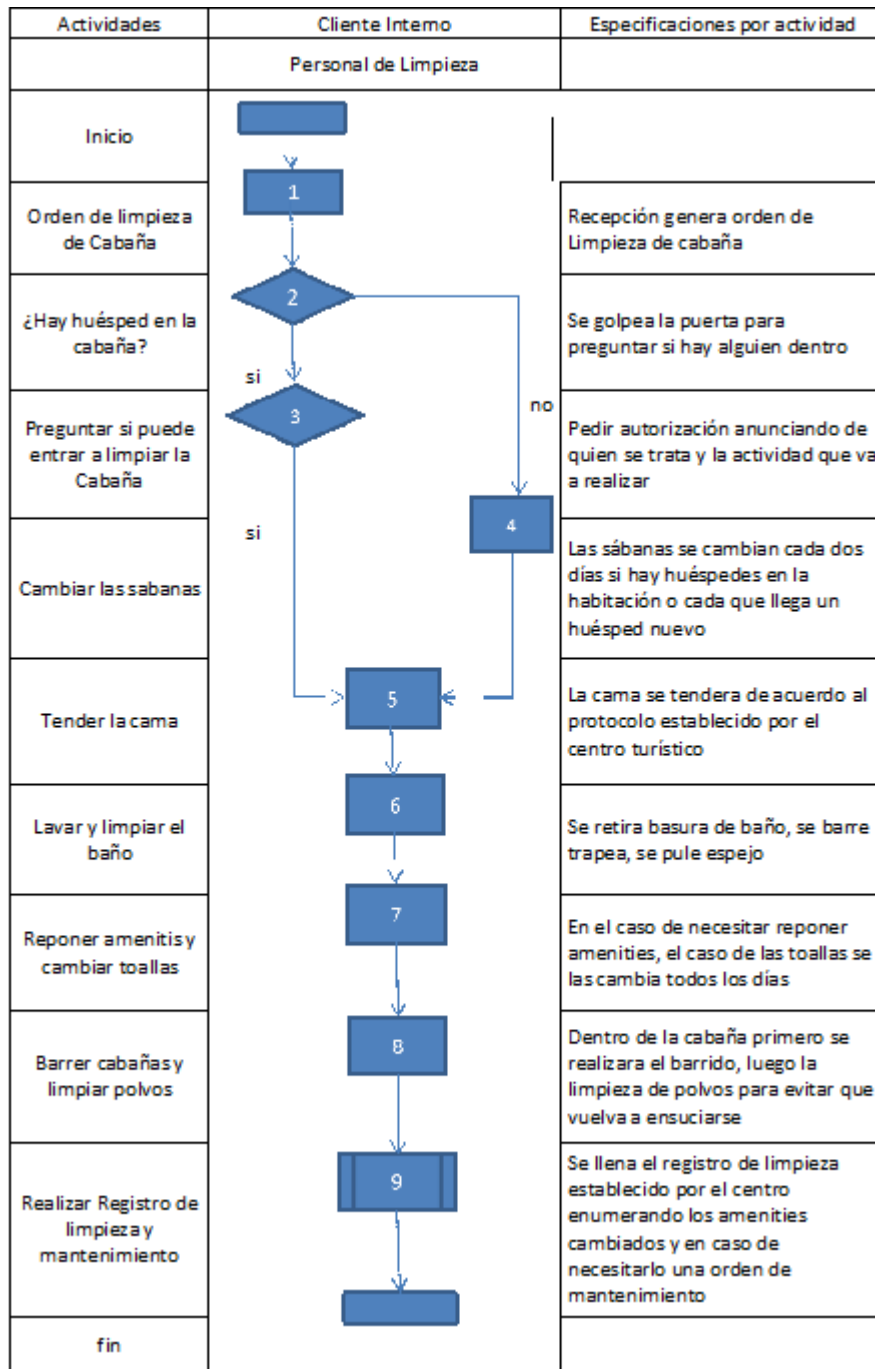 Actividades
Cliente Interno
Especificaciones por actividad
Personal de Limpieza
Inicio
1
Orden de limpieza
de Cabaña
Recepción genera orden de
Limpieza de cabaña
2
¿Hay huésped en la
cabaña?
Se golpea la puerta para
preguntar si hay alguien dentro
si
no
3
Preguntar si puede
entrar a limpiar la
Cabaña
Pedir autorización anunciando de
quien se trata y la actividad que va
a realizar
4
si
Cambiar las sabanas
Las sábanas se cambian cada dos
días si hay huéspedes en la
habitación o cada que llega un
huésped nuevo
5
Tender la cama
La cama se tendera de acuerdo al
protocolo establecido por el
centro turístico
6
Lavar y limpiar el
baño
Se retira basura de baño, se barre
trapea, se pule espejo
7
Reponer amenitis y
cambiar toallas
En el caso de necesitar reponer
amenities, el caso de las toallas se
las cambia todos los días
8
Barrer cabañas y
limpiar polvos
Dentro de la cabaña primero se
realizara el barrido, luego la
limpieza de polvos para evitar que
vuelva a ensuciarse
9
Realizar Registro de
limpieza y
mantenimiento
Se llena el registro de limpieza
establecido por el centro
enumerando los amenities
cambiados y en caso de
necesitarlo una orden de
mantenimiento
fin